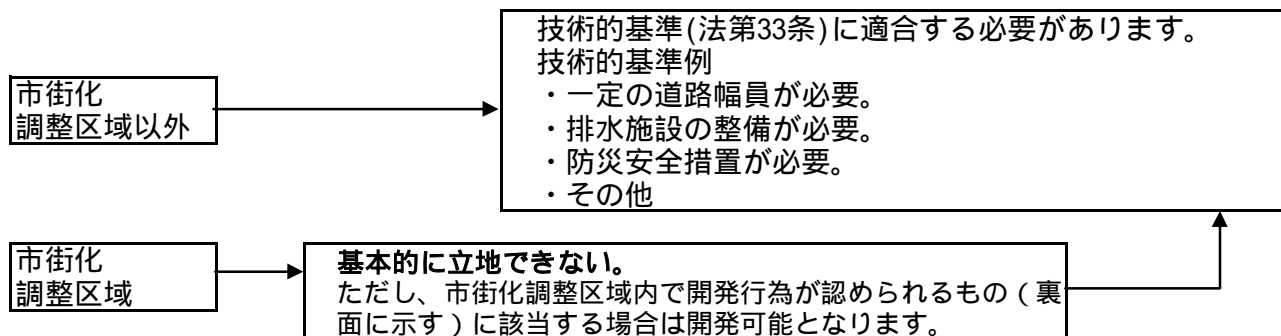 技術的基準(法第33条)に適合する必要があります。
技術的基準例
・一定の道路幅員が必要。
・排水施設の整備が必要。
・防災安全措置が必要。
・その他
市街化
調整区域以外
市街化
調整区域
基本的に立地できない。
ただし、市街化調整区域内で開発行為が認められるもの（裏
面に示す）に該当する場合は開発可能となります。